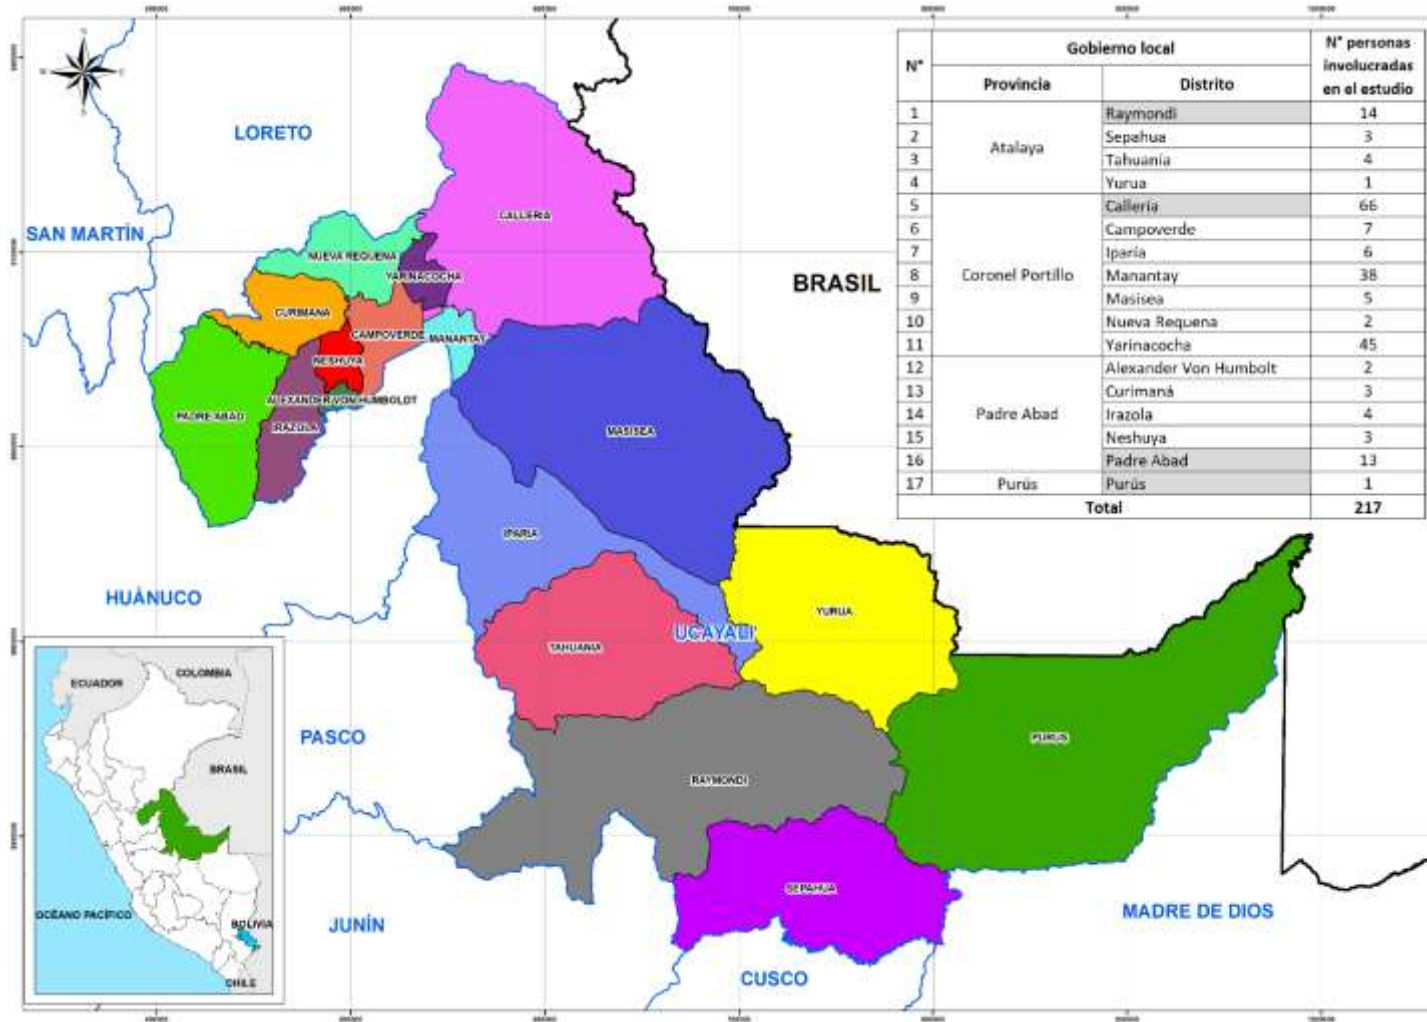 N° Gobierno local N° personas involucradas en el estudio
Provincia Distrito
1 Atalaya Raymondi 14
2 Sepahua 3
3 Tahuanía 4
4 Yurua 1
5 Coronel Portillo Callería 66
6 Campoverde 7
7 Iparía 6
8 Manantay 38
9 Masisea 5
10 Nueva Requena 2
11 Yarinacocha 45
12 Padre Abad Alexander Von Humbolt 2
13 Curimaná 3
14 Irazola 4
15 Neshuya 3
16 Padre Abad 13
17 Purús Purús 1
Total 217
LORETO
SAN MARTÍN
CALLERIA
NUEVA REQUENA
YARINACOCHA
BRASIL
CURIMANA
CAMPOVERDE
MANANTAY
NESHUYA
ALEXANDER VON HUMBOLDT
PADRE ABAD
IRAZOLA
MASISEA
IPARIA
HUÁNUCO
YURUA
UCAYALI
TAHUANIA
PASCO
PURUS
RAYMONDI
SEPAHUA
JUNÍN
MADRE DE DIOS
CUSCO
ECUADOR
COLOMBIA
BRASIL
OCÉANO PACÍFICO
BOLIVIA
CHILE